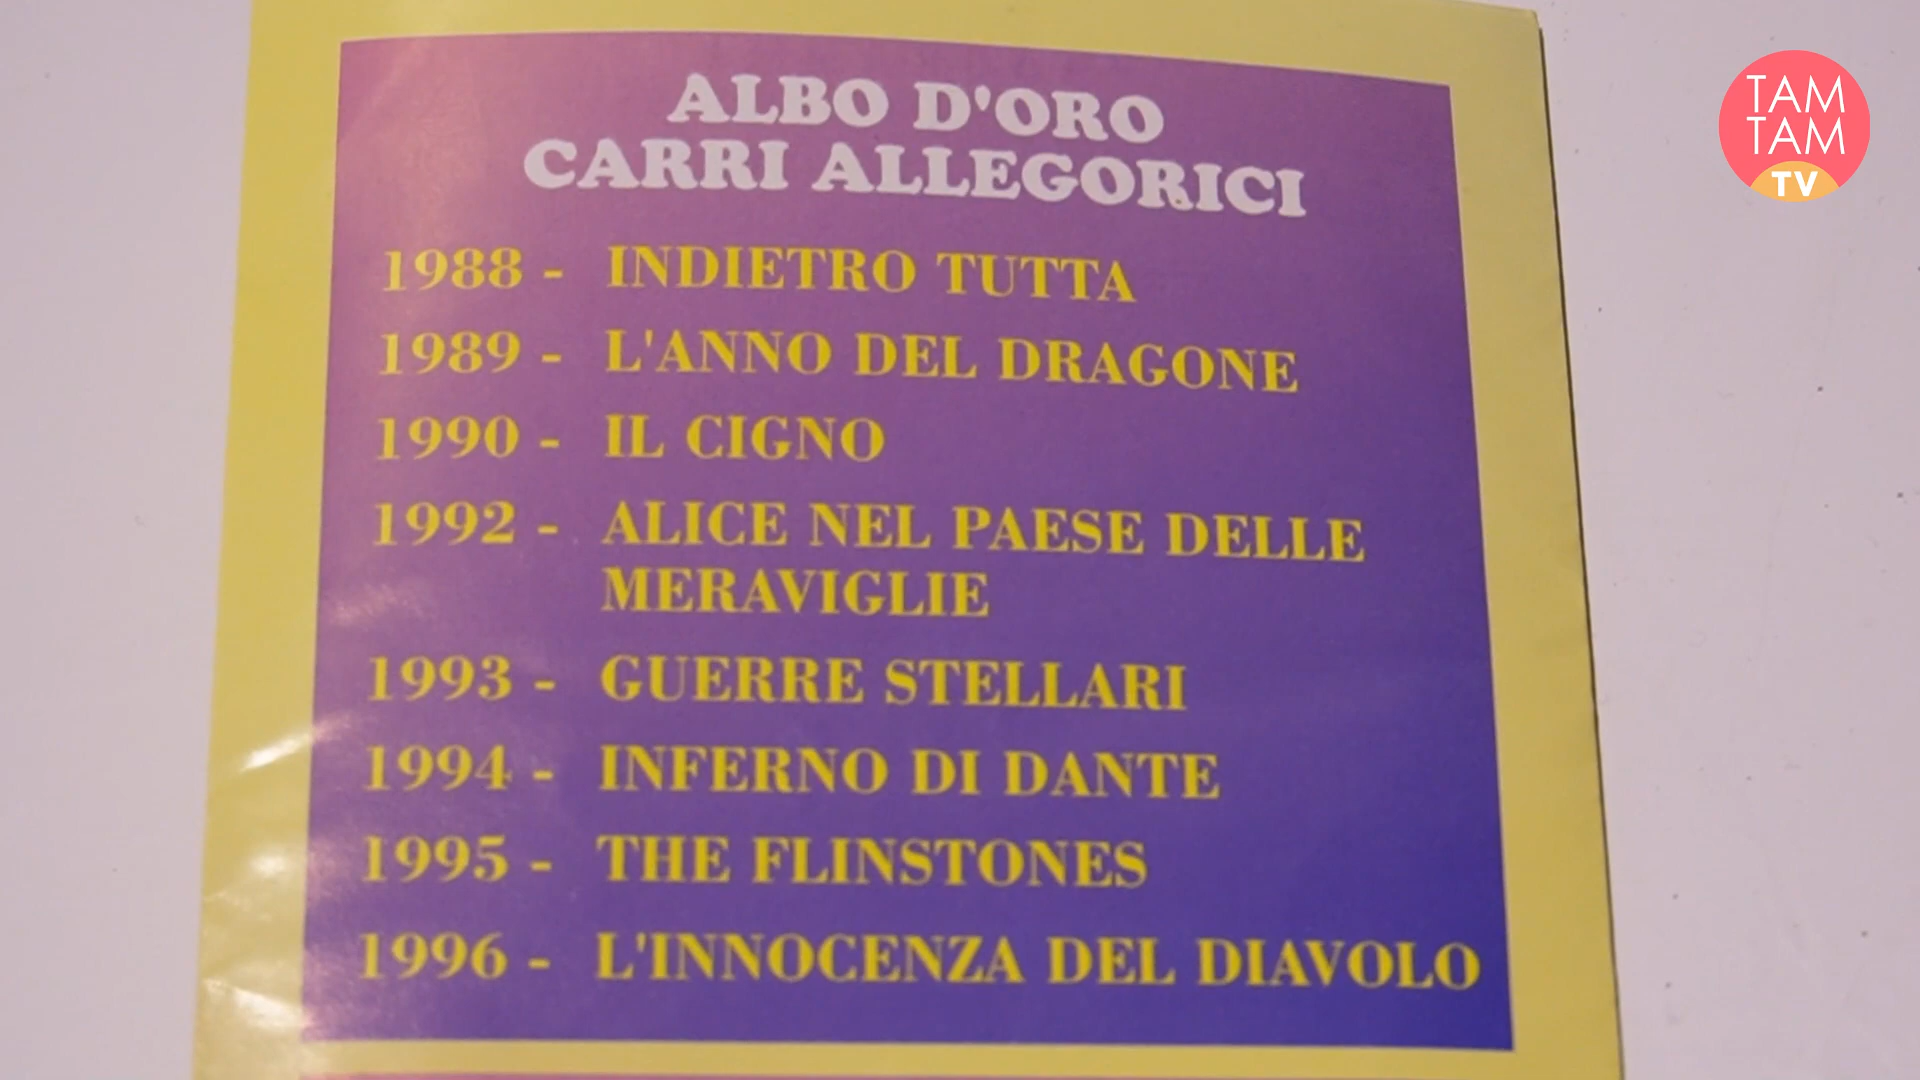 ALBO D'ORO
CARRI ALLEGORICI
1988 - INDIETRO TUTTA
1989 - L'ANNO DEL DRAGONE
1990 - IL CIGNO
1992 - ALICE NEL PAESE DELLE
MERAVIGLIE
1993 - GUERRE STELLARI
1994 - INFERNO DI DANTE
1995 - THE FLINSTONES
1996 - L'INNOCENZA DEL DIAVOLO
TAM
TAM
TV